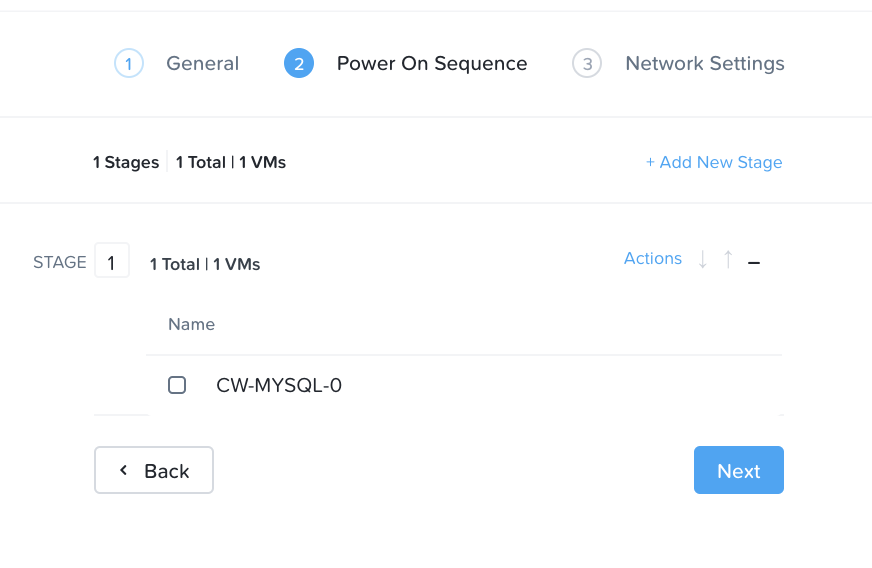 1 General 2 Power On Sequence 3 Network Settings
1 Stages 1 Total | 1 VMs + Add New Stage
STAGE 1 1 Total | 1 VMs Actions ↓ ↑ –
Name
CW-MYSQL-0
Back Next